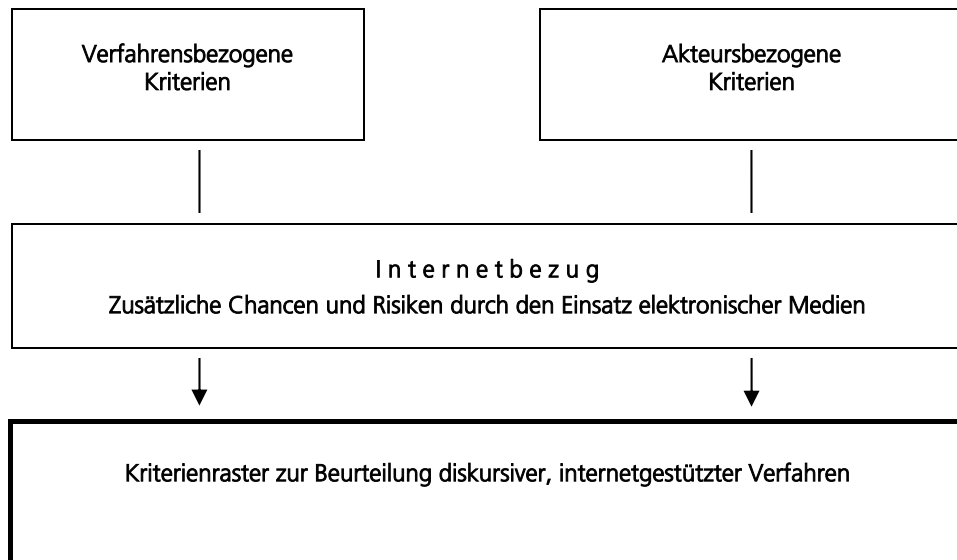 Verfahrensbezogene
Kriterien
Akteursbezogene
Kriterien
Internetbezug
Zusätzliche Chancen und Risiken durch den Einsatz elektronischer Medien
Kriterienraster zur Beurteilung diskursiver, internetgestützter Verfahren